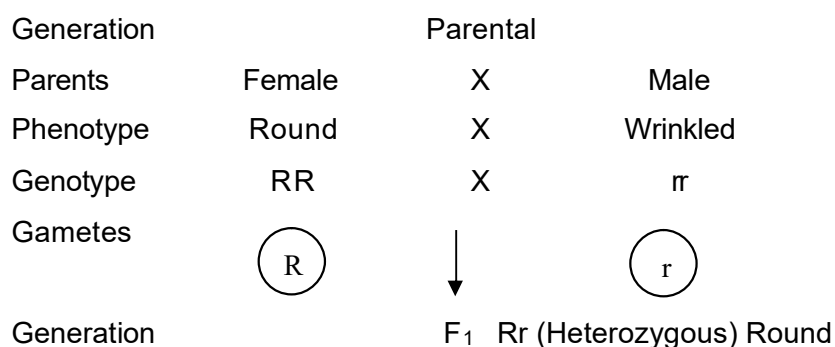 Generation Parental
Parents Female X Male
Phenotype Round X Wrinkled
Genotype RR X rr
Gametes R r
Generation F₁ Rr (Heterozygous) Round